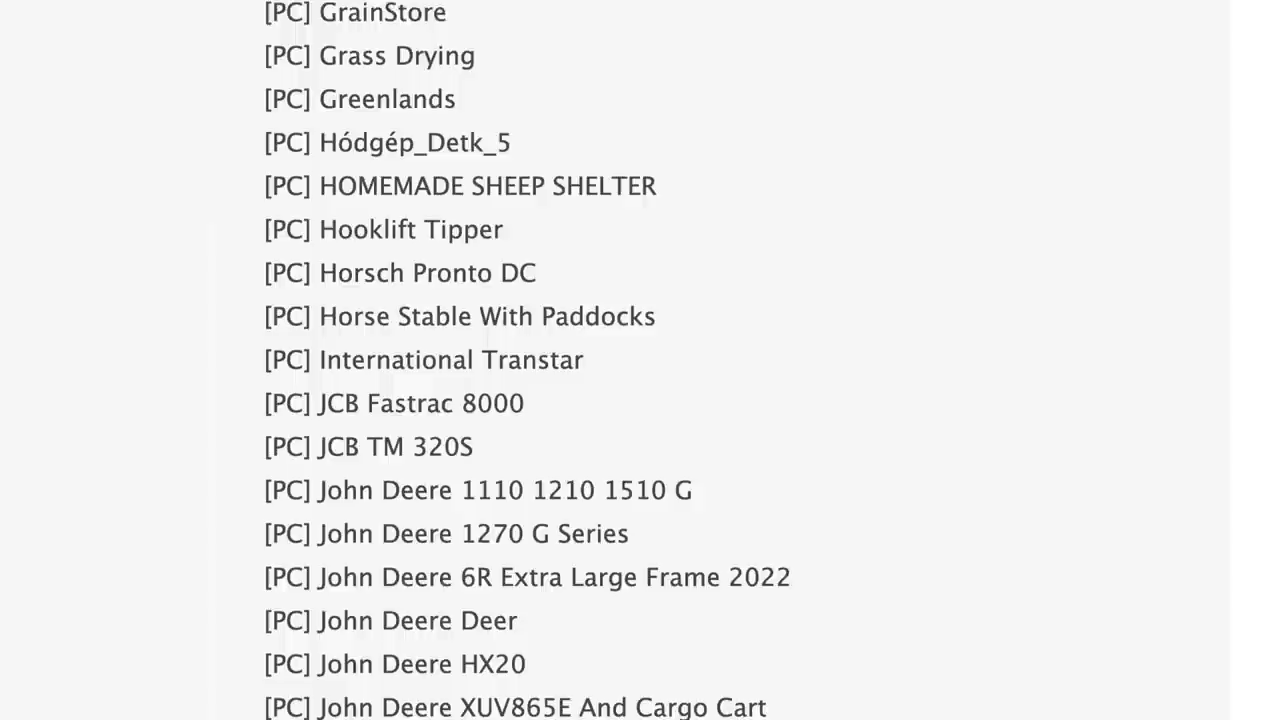 [PC] GrainStore
[PC] Grass Drying
[PC] Greenlands
[PC] Hódgép_Detk_5
[PC] HOMEMADE SHEEP SHELTER
[PC] Hooklift Tipper
[PC] Horsch Pronto DC
[PC] Horse Stable With Paddocks
[PC] International Transtar
[PC] JCB Fastrac 8000
[PC] JCB TM 320S
[PC] John Deere 1110 1210 1510 G
[PC] John Deere 1270 G Series
[PC] John Deere 6R Extra Large Frame 2022
[PC] John Deere Deer
[PC] John Deere HX20
[PC] John Deere XUV865E And Cargo Cart